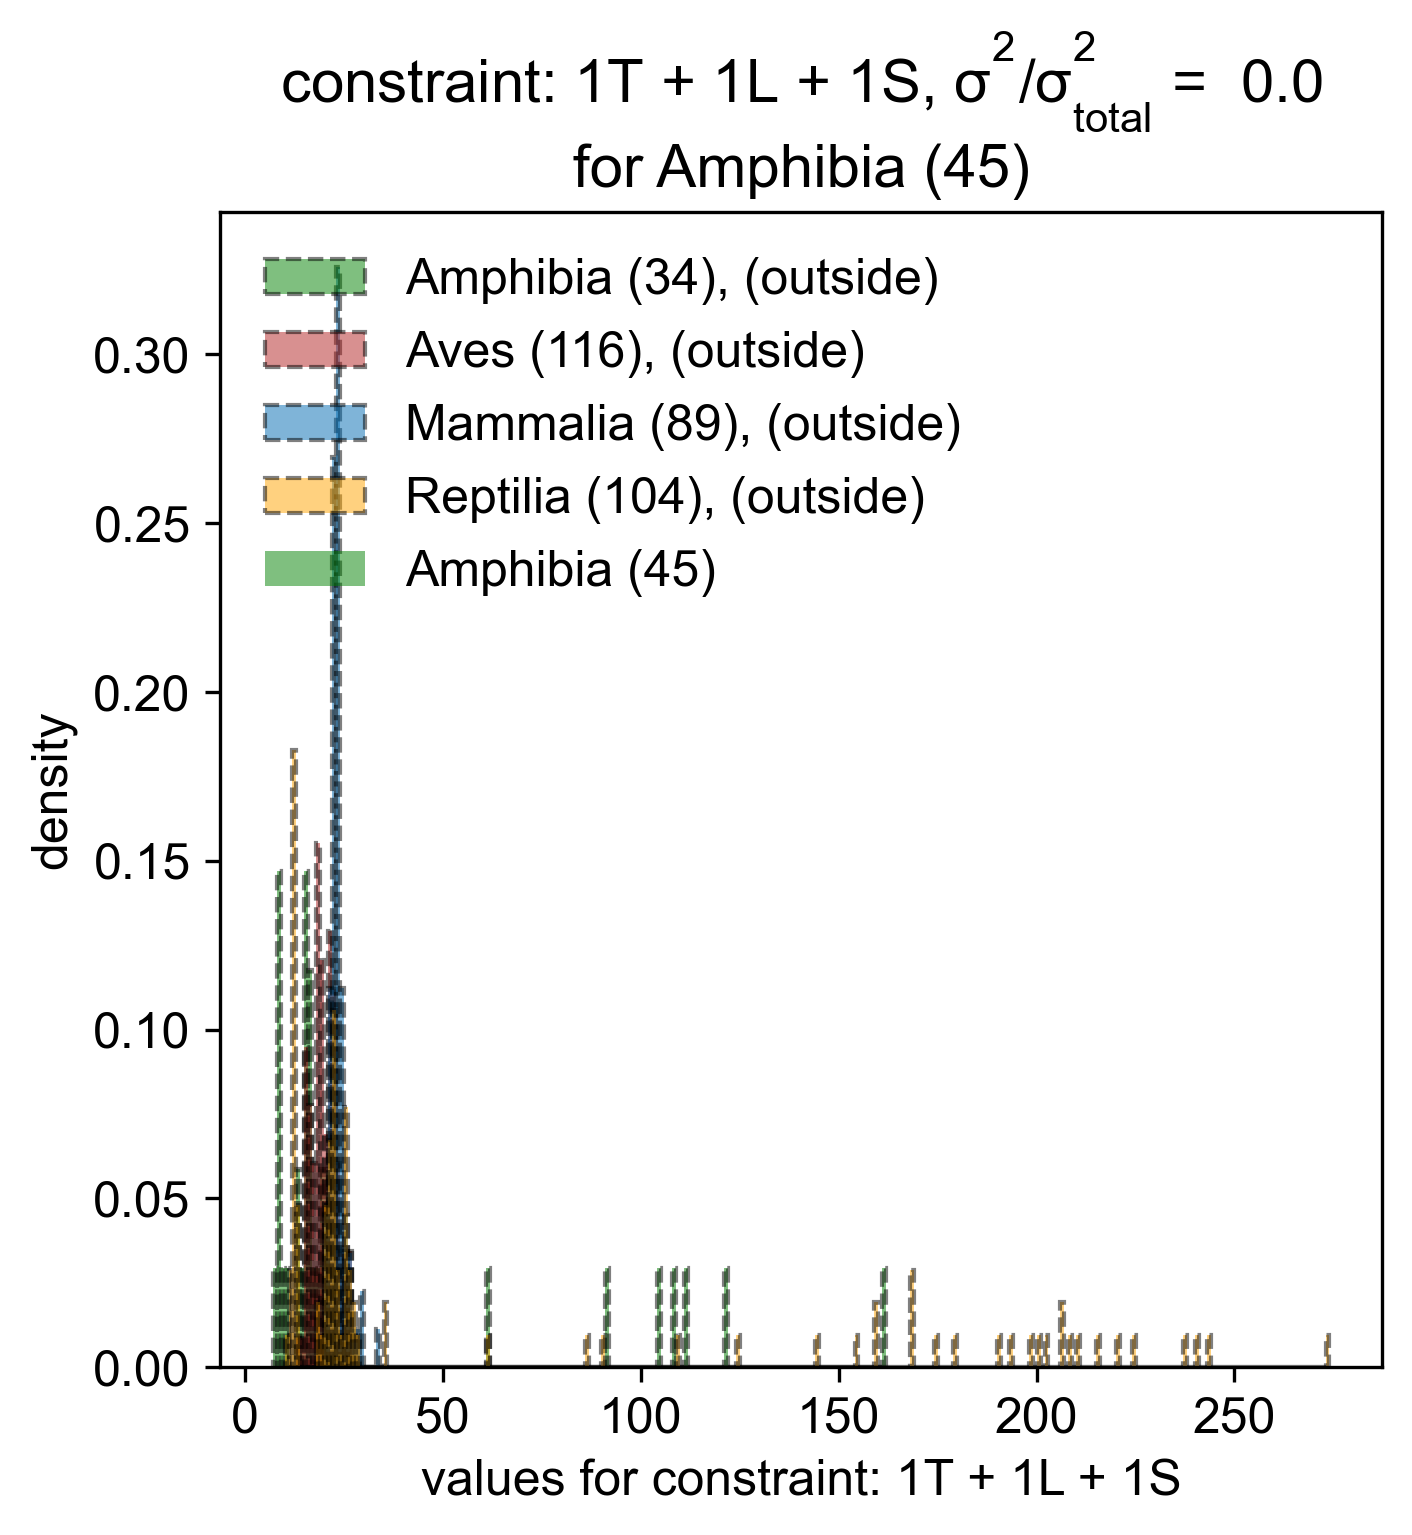 constraint: 1T + 1L + 1S, σ²/σ²total = 0.0
for Amphibia (45)
Amphibia (34), (outside)
Aves (116), (outside)
Mammalia (89), (outside)
Reptilia (104), (outside)
Amphibia (45)
0.30
0.25
0.20
0.15
0.10
0.05
0.00
density
0 50 100 150 200 250
values for constraint: 1T + 1L + 1S